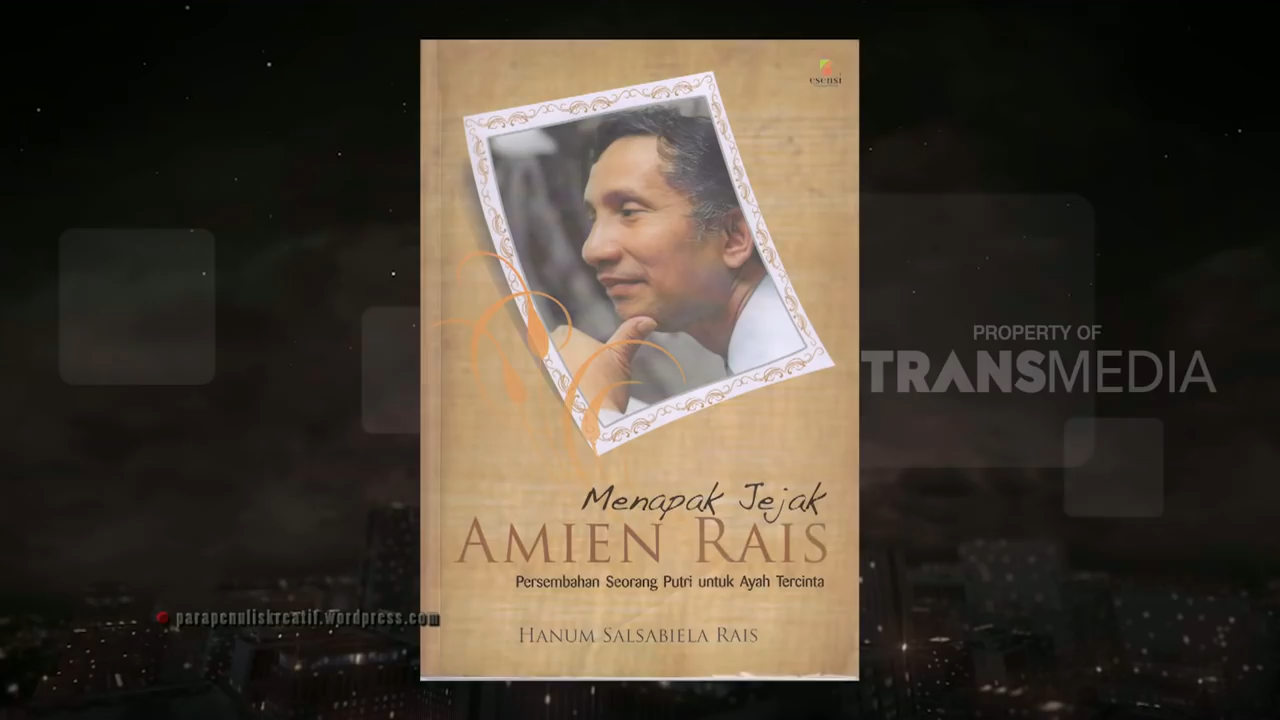 esensi
Menapak Jejak
AMIEN RAIS
Persembahan Seorang Putri untuk Ayah Tercinta
HANUM SALSABIELA RAIS
PROPERTY OF
TRANSMEDIA
parapenuliskreatif.wordpress.com